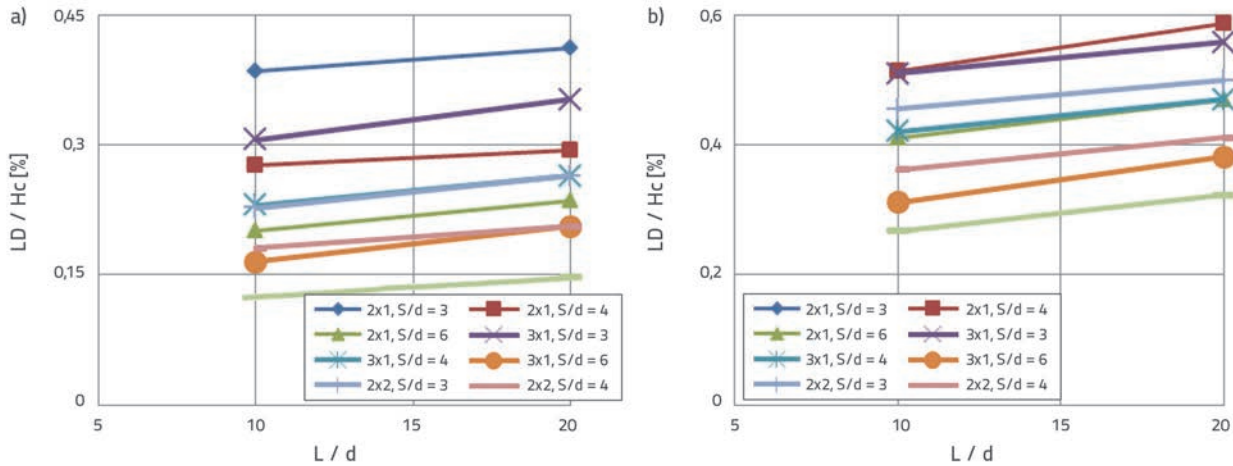 a)
0,45
0,3
0,15
0
LD / Hc [%]
5
10
15
20
L / d
2x1, S/d = 3
2x1, S/d = 4
2x1, S/d = 6
3x1, S/d = 3
3x1, S/d = 4
3x1, S/d = 6
2x2, S/d = 3
2x2, S/d = 4
b)
0,6
0,4
0,2
0
LD / Hc [%]
5
10
15
20
L / d
2x1, S/d = 3
2x1, S/d = 4
2x1, S/d = 6
3x1, S/d = 3
3x1, S/d = 4
3x1, S/d = 6
2x2, S/d = 3
2x2, S/d = 4